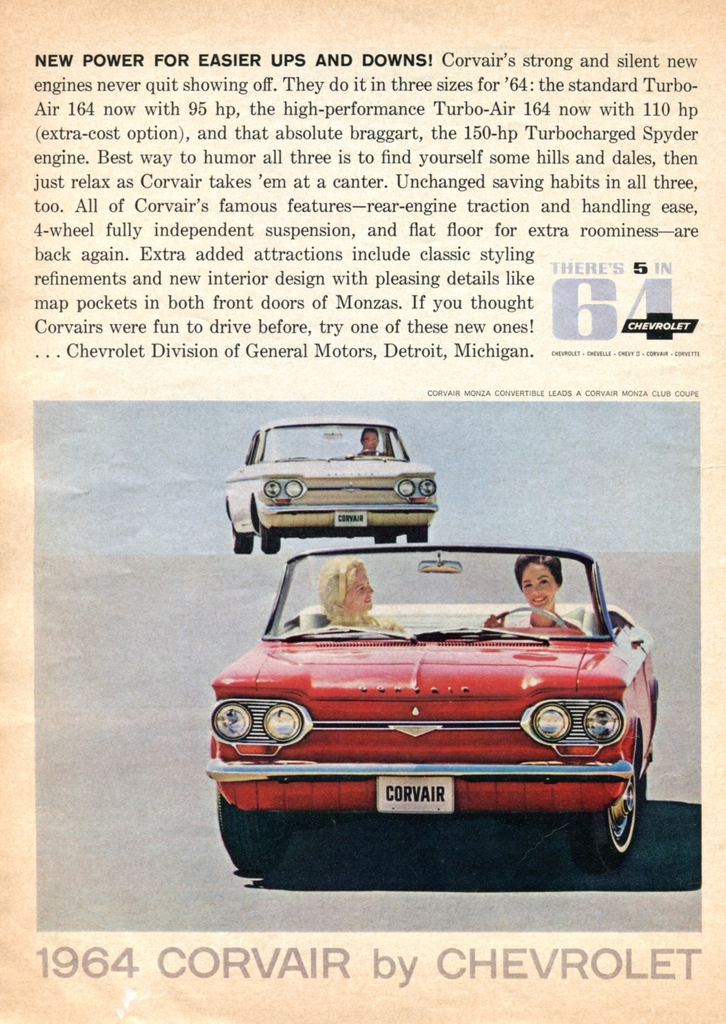 NEW POWER FOR EASIER UPS AND DOWNS! Corvair's strong and silent new
engines never quit showing off. They do it in three sizes for '64: the standard Turbo-
Air 164 now with 95 hp, the high-performance Turbo-Air 164 now with 110 hp
(extra-cost option), and that absolute braggart, the 150-hp Turbocharged Spyder
engine. Best way to humor all three is to find yourself some hills and dales, then
just relax as Corvair takes 'em at a canter. Unchanged saving habits in all three,
too. All of Corvair's famous features—rear-engine traction and handling ease,
4-wheel fully independent suspension, and flat floor for extra roominess—are
back again. Extra added attractions include classic styling
refinements and new interior design with pleasing details like
map pockets in both front doors of Monzas. If you thought
Corvairs were fun to drive before, try one of these new ones!
. . . Chevrolet Division of General Motors, Detroit, Michigan.
THERE'S 5 IN
64
CHEVROLET
CHEVROLET • CHEVELLE • CHEVY II • CORVAIR • CORVETTE
CORVAIR MONZA CONVERTIBLE LEADS A CORVAIR MONZA CLUB COUPE
CORVAIR
CORVAIR
CORVAIR
1964 CORVAIR by CHEVROLET